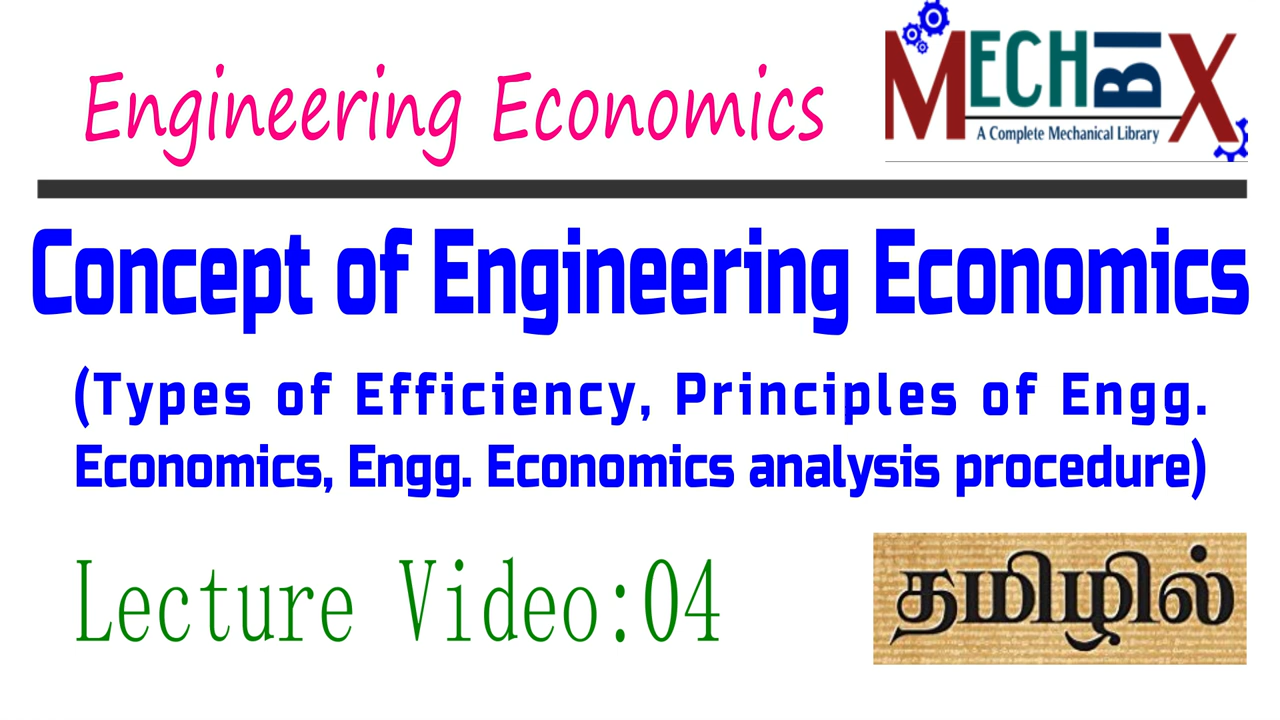 Engineering Economics
MECHBIX
A Complete Mechanical Library
Concept of Engineering Economics
(Types of Efficiency, Principles of Engg.
Economics, Engg. Economics analysis procedure)
Lecture Video:04
தமிழில்